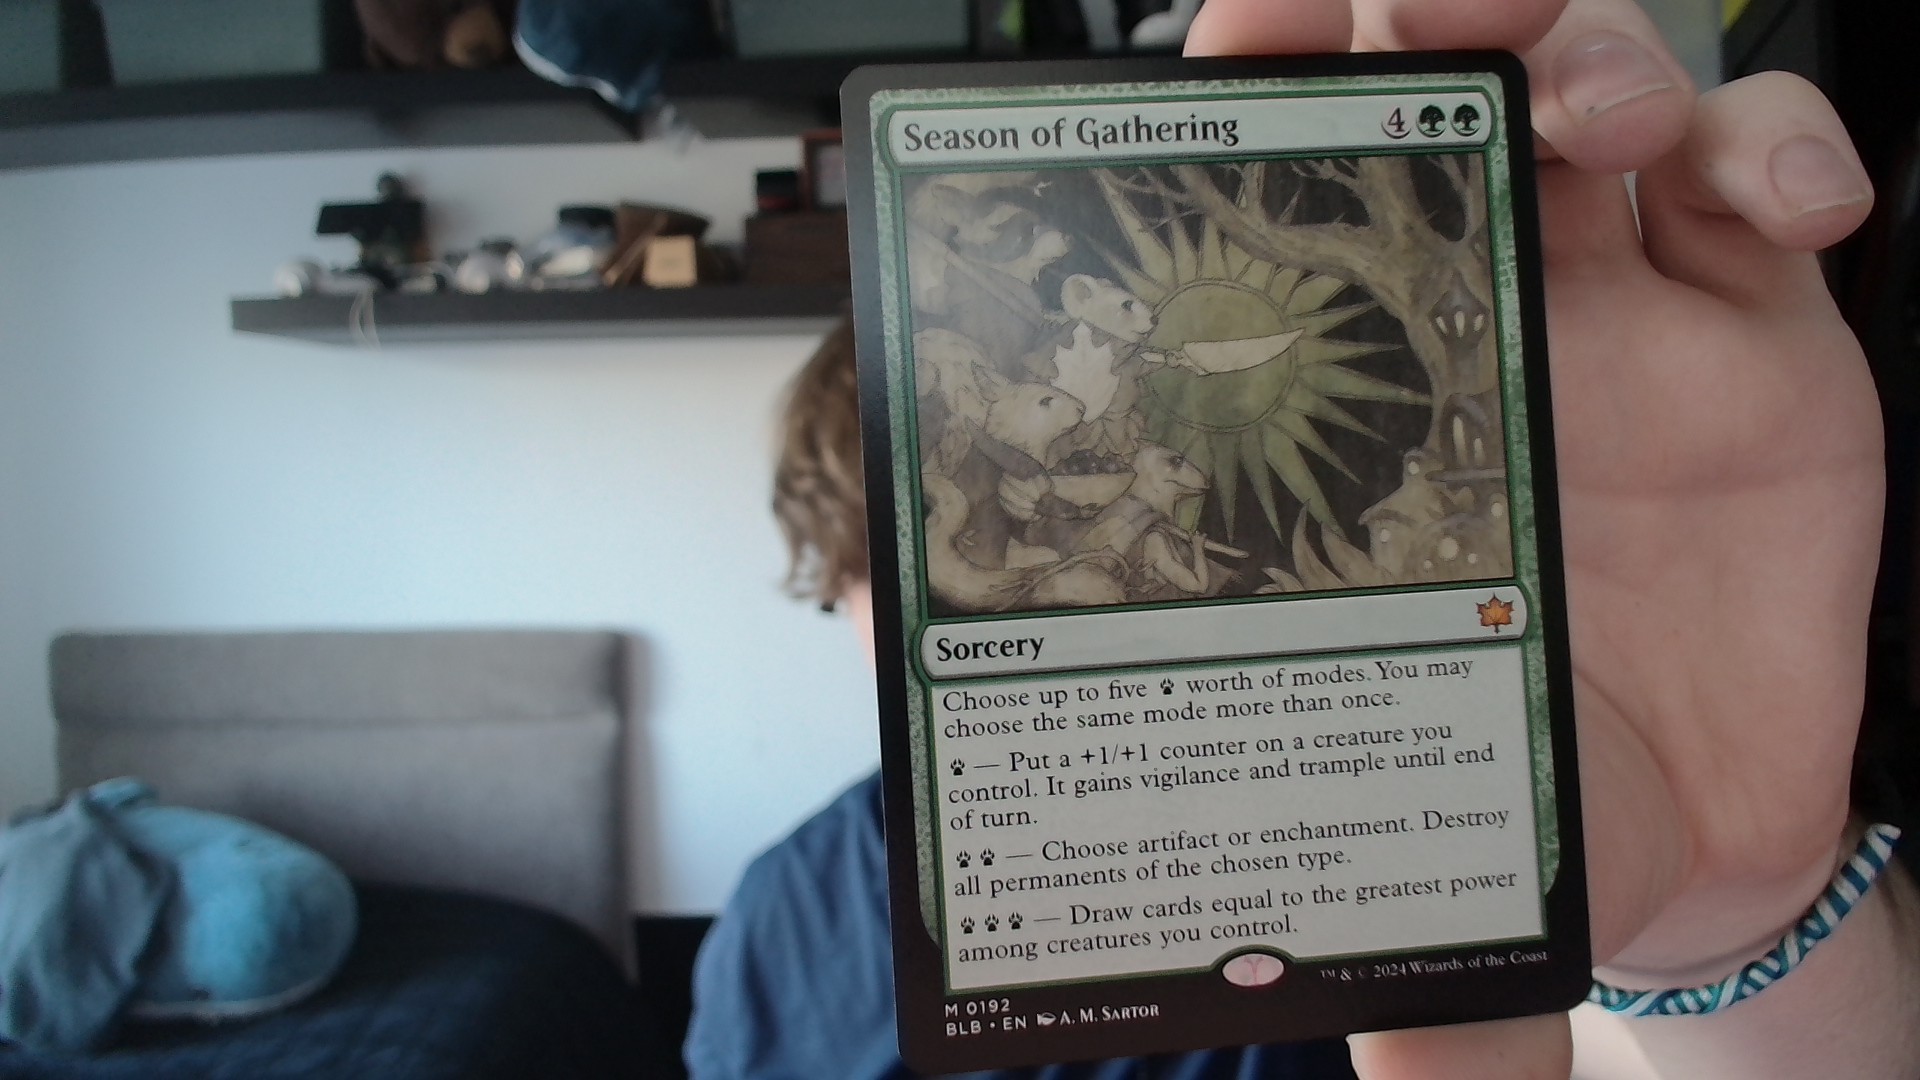 Season of Gathering 4
Sorcery
Choose up to five worth of modes. You may
choose the same mode more than once.
— Put a +1/+1 counter on a creature you
control. It gains vigilance and trample until end
of turn.
— Choose artifact or enchantment. Destroy
all permanents of the chosen type.
— Draw cards equal to the greatest power
among creatures you control.
M 0192
BLB • EN A. M. SARTOR
™ & © 2024 Wizards of the Coast